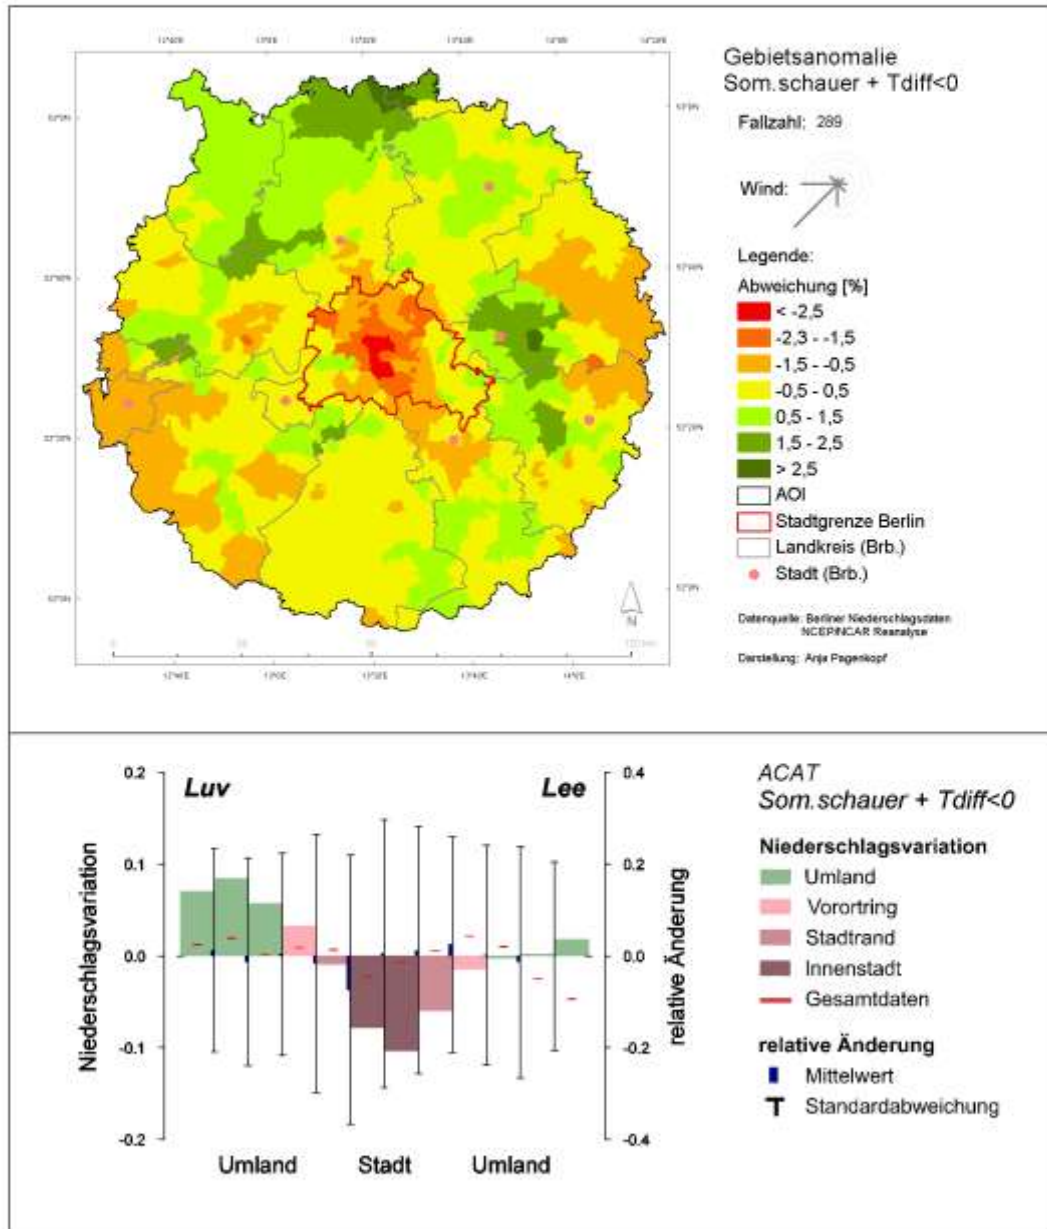 Gebietsanomalie
Som.schauer + Tdiff<0
Fallzahl: 289
Wind:
Legende:
Abweichung [%]
< -2,5
-2,3 - -1,5
-1,5 - -0,5
-0,5 - 0,5
0,5 - 1,5
1,5 - 2,5
> 2,5
AOI
Stadtgrenze Berlin
Landkreis (Brb.)
Stadt (Brb.)
N
Datenquelle: Berliner Niederschlagsdaten
NCEP/NCAR Reanalyse
Darstellung: Anja Pagenkopf
Luv
Lee
Niederschlagsvariation
0.2
0.1
0.0
-0.1
-0.2
relative Änderung
0.4
0.2
0.0
-0.2
-0.4
Umland
Stadt
Umland
ACAT
Som.schauer + Tdiff<0
Niederschlagsvariation
Umland
Vorortring
Stadtrand
Innenstadt
Gesamtdaten
relative Änderung
Mittelwert
Standardabweichung